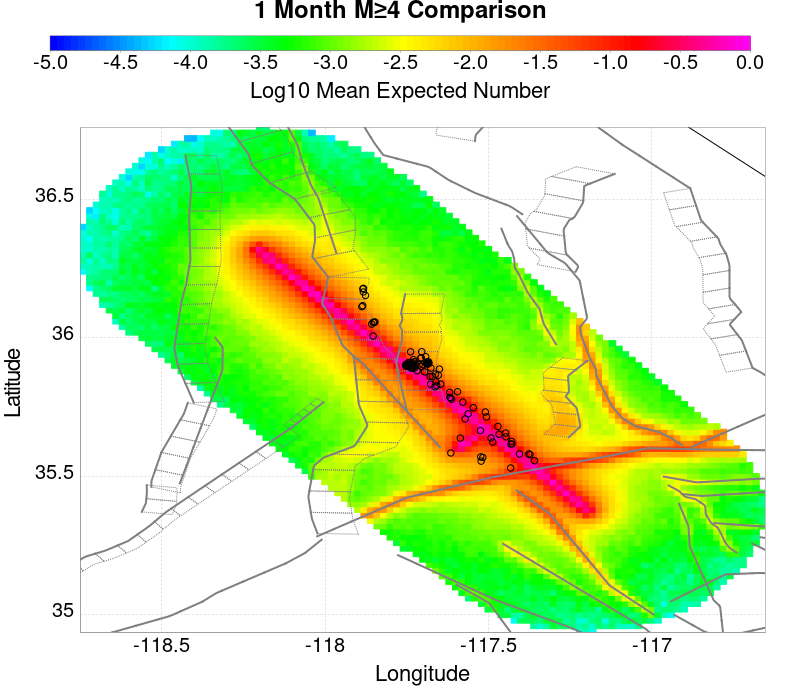 1 Month M≥4 Comparison
-5.0 -4.5 -4.0 -3.5 -3.0 -2.5 -2.0 -1.5 -1.0 -0.5 0.0
Log10 Mean Expected Number
36.5
36
35.5
35
Latitude
-118.5 -118 -117.5 -117
Longitude